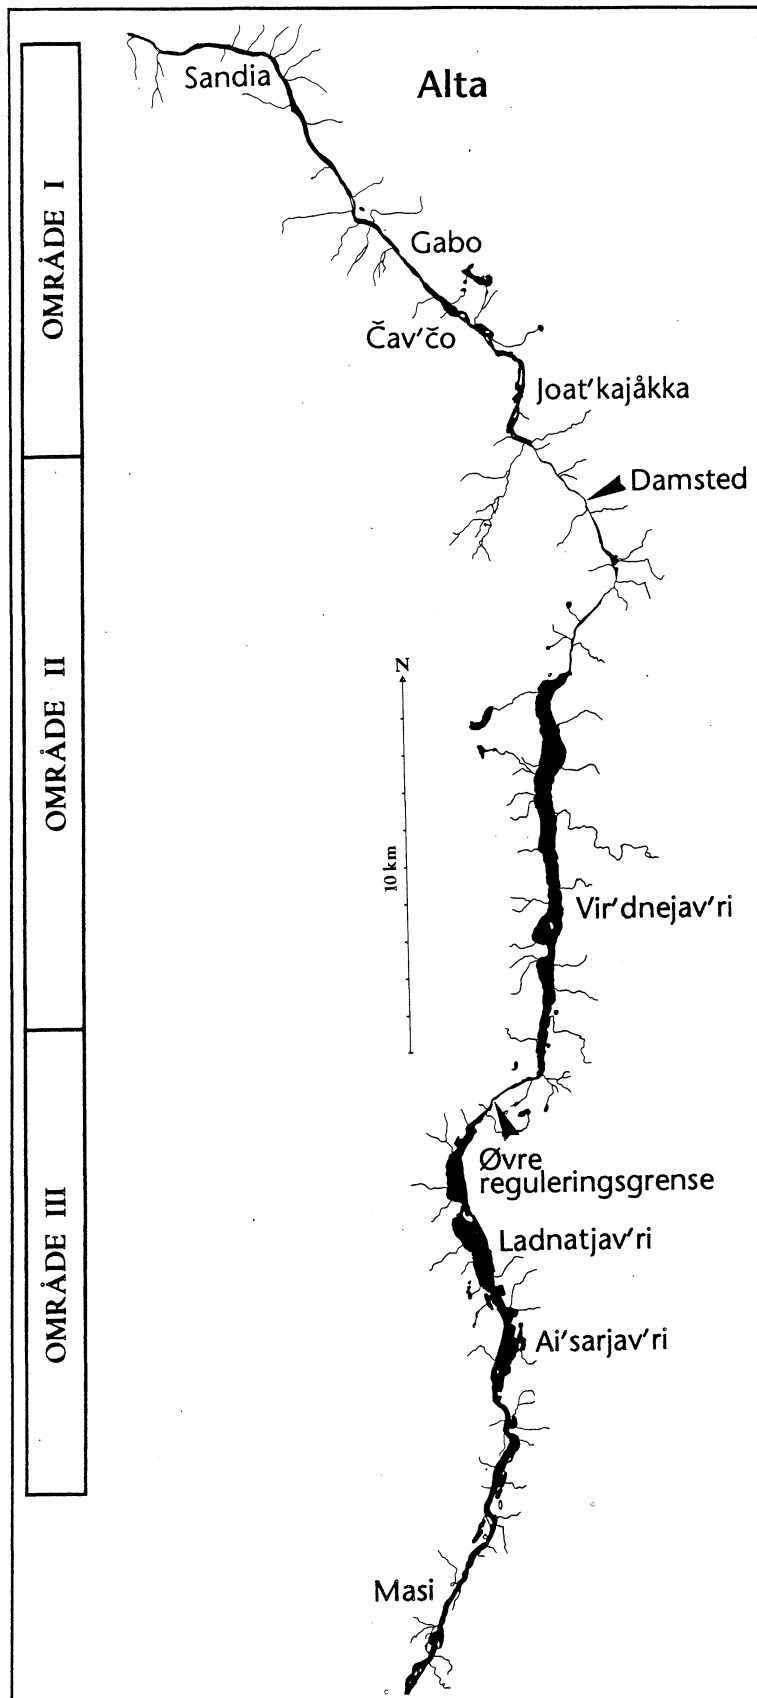 Sandia
Alta
OMRÅDE I
Gabo
Čav'čo
Joat'kajåkka
Damsted
OMRÅDE II
N
10 km
Vir'dnejav'ri
Øvre
reguleringsgrense
OMRÅDE III
Ladnatjav'ri
Ai'sarjav'ri
Masi